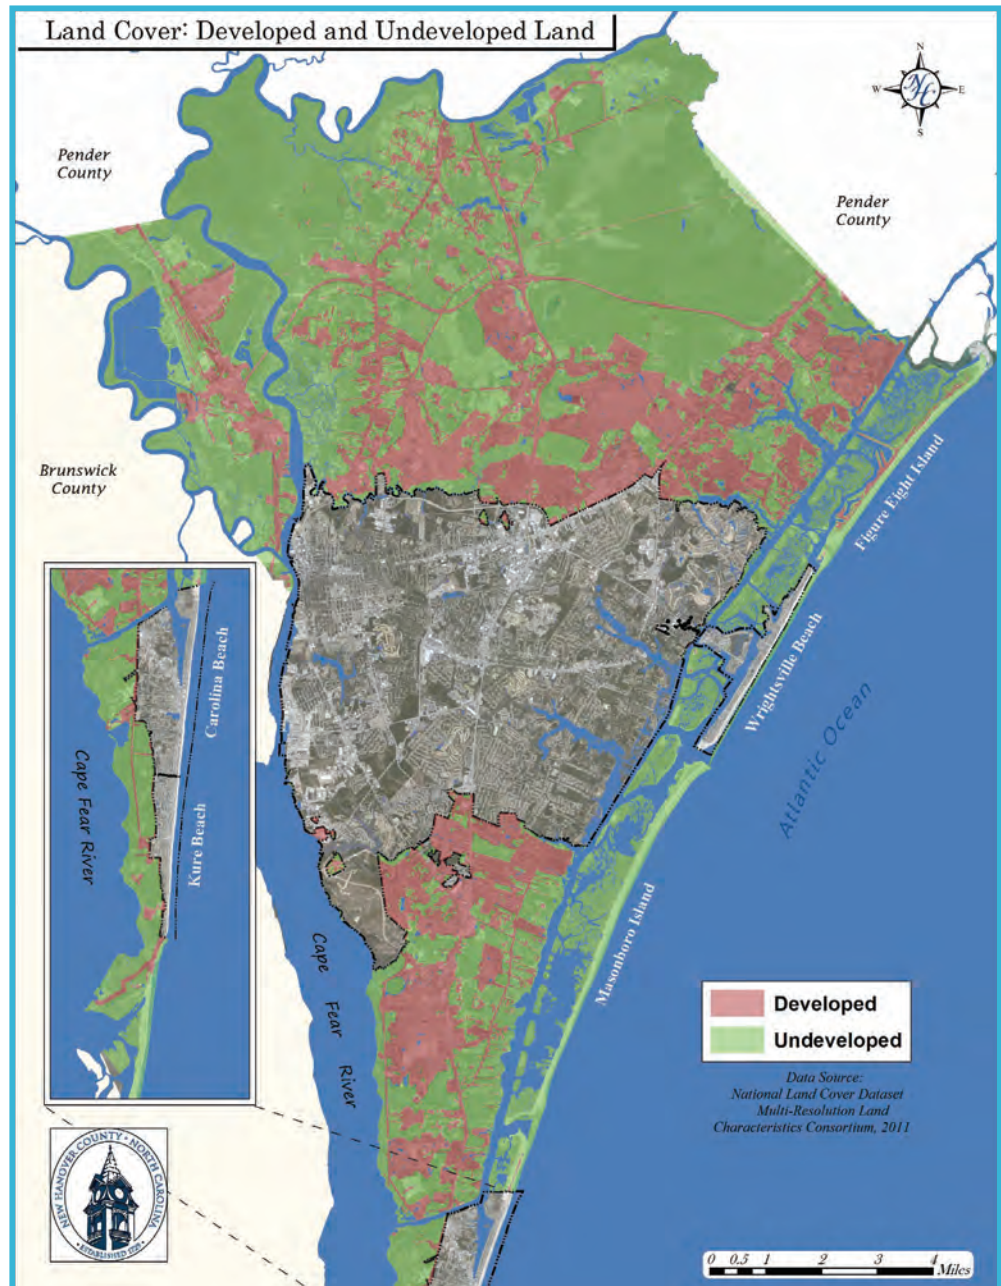 Land Cover: Developed and Undeveloped Land
N
W
NH
E
S
Pender
County
Pender
County
Brunswick
County
Figure Eight Island
Wrightsville Beach
Atlantic Ocean
Masonboro Island
Cape Fear River
Carolina Beach
Kure Beach
Cape Fear River
Developed
Undeveloped
Data Source:
National Land Cover Dataset
Multi-Resolution Land
Characteristics Consortium, 2011
NEW HANOVER COUNTY • NORTH CAROLINA
• ESTABLISHED 1729 •
0 0.5 1 2 3 4
Miles